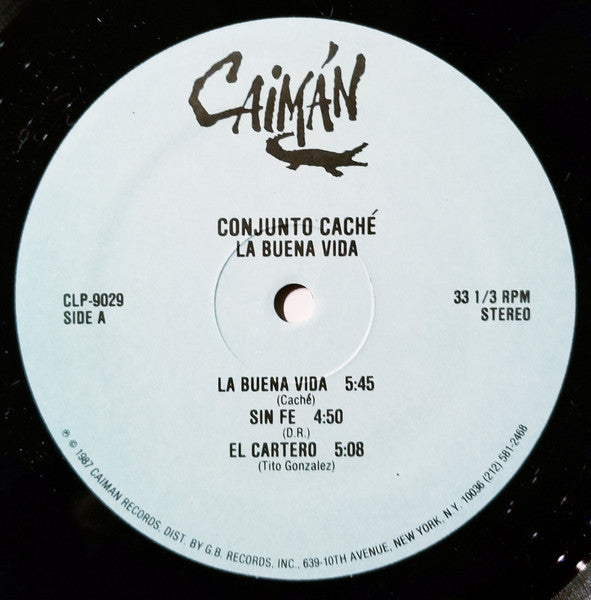 CAIMÁN
CONJUNTO CACHÉ
LA BUENA VIDA
CLP-9029
SIDE A
33 1/3 RPM
STEREO
LA BUENA VIDA 5:45
(Caché)
SIN FE 4:50
(D.R.)
EL CARTERO 5:08
(Tito Gonzalez)
℗ © 1987 CAIMAN RECORDS, DIST. BY G.B. RECORDS, INC., 639-10TH AVENUE, NEW YORK, N.Y. 10036 (212) 581-2468